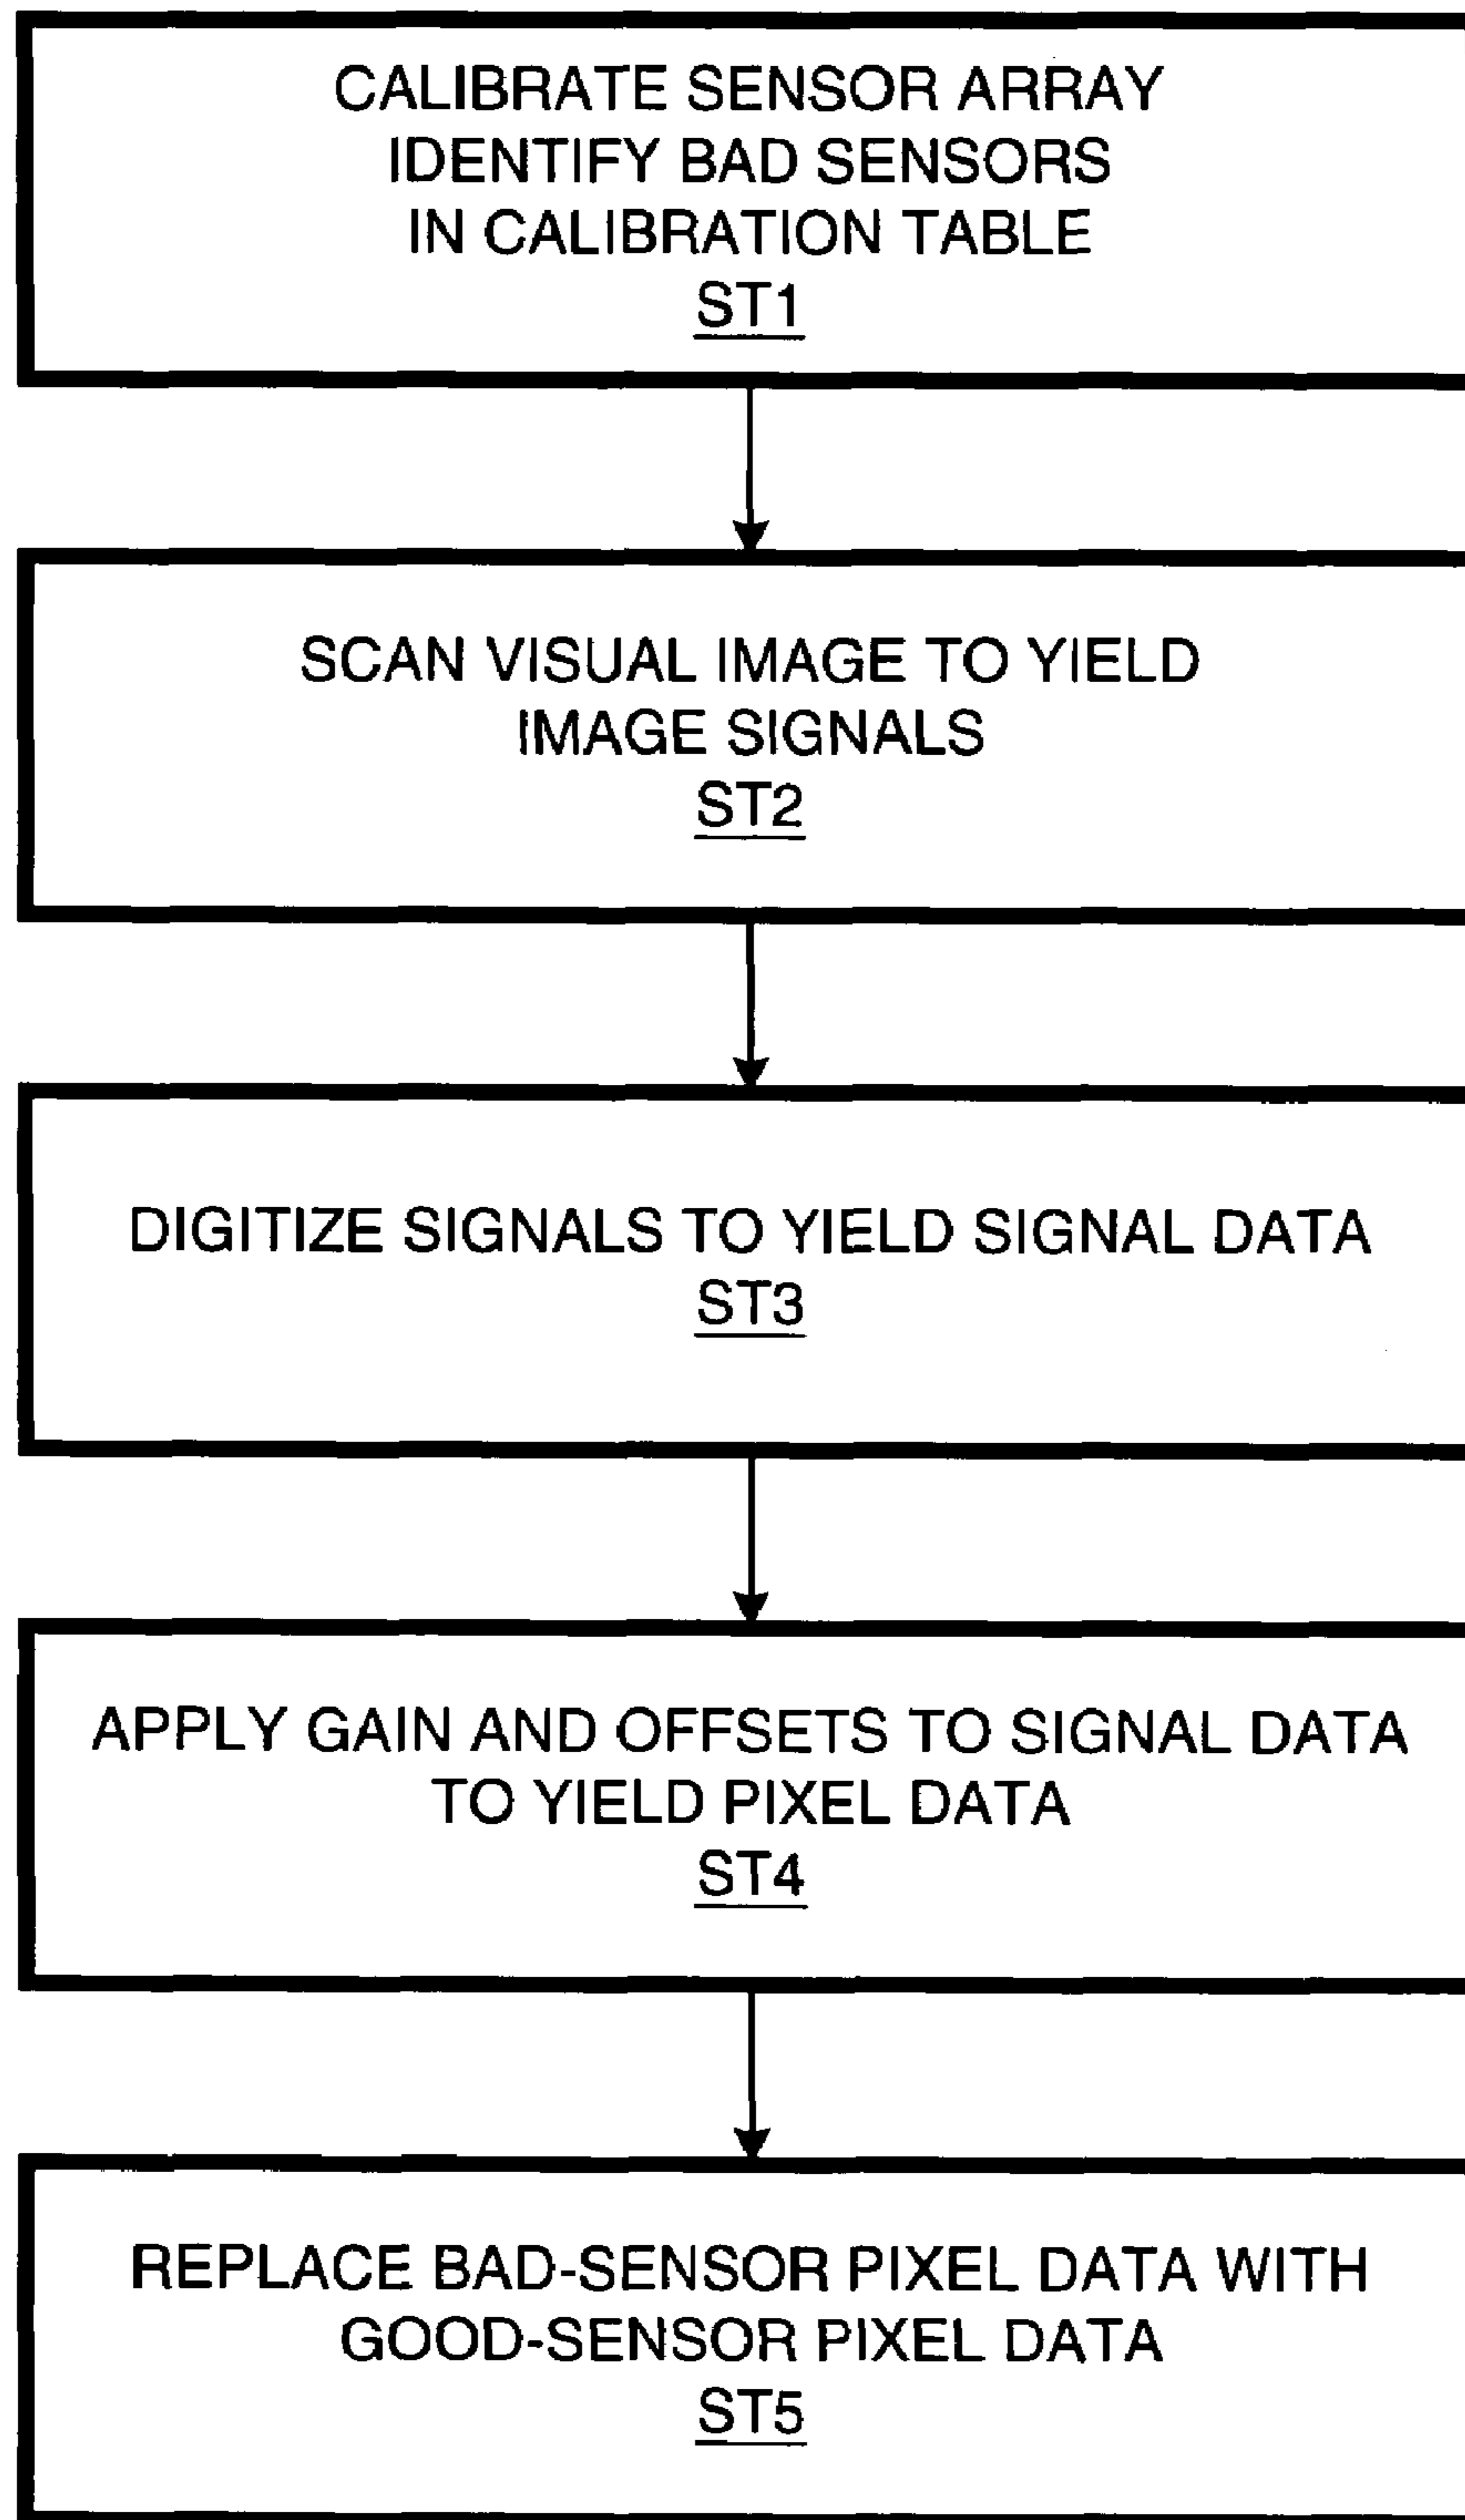 CALIBRATE SENSOR ARRAY
IDENTIFY BAD SENSORS
IN CALIBRATION TABLE
ST1
SCAN VISUAL IMAGE TO YIELD
IMAGE SIGNALS
ST2
DIGITIZE SIGNALS TO YIELD SIGNAL DATA
ST3
APPLY GAIN AND OFFSETS TO SIGNAL DATA
TO YIELD PIXEL DATA
ST4
REPLACE BAD-SENSOR PIXEL DATA WITH
GOOD-SENSOR PIXEL DATA
ST5